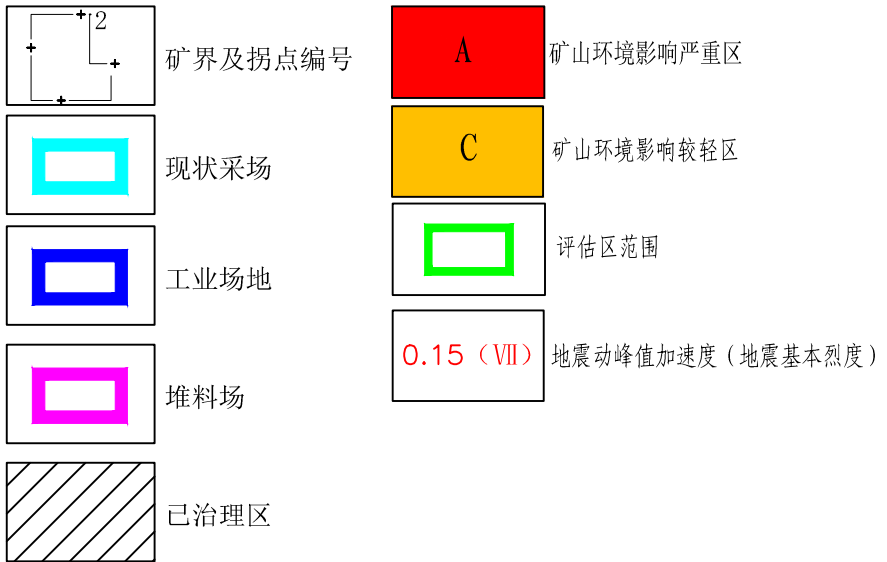 2
矿界及拐点编号
现状采场
工业场地
堆料场
已治理区
A
矿山环境影响严重区
C
矿山环境影响较轻区
评估区范围
0.15（Ⅶ）
地震动峰值加速度（地震基本烈度）